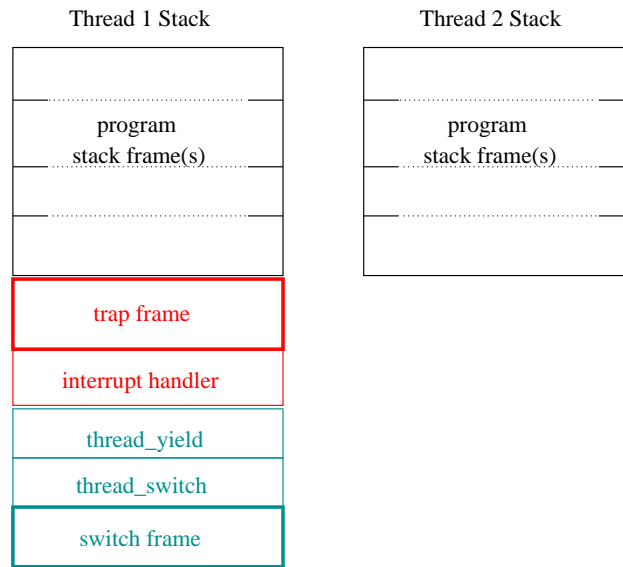 Thread 1 Stack
Thread 2 Stack
program
stack frame(s)
program
stack frame(s)
trap frame
interrupt handler
thread_yield
thread_switch
switch frame